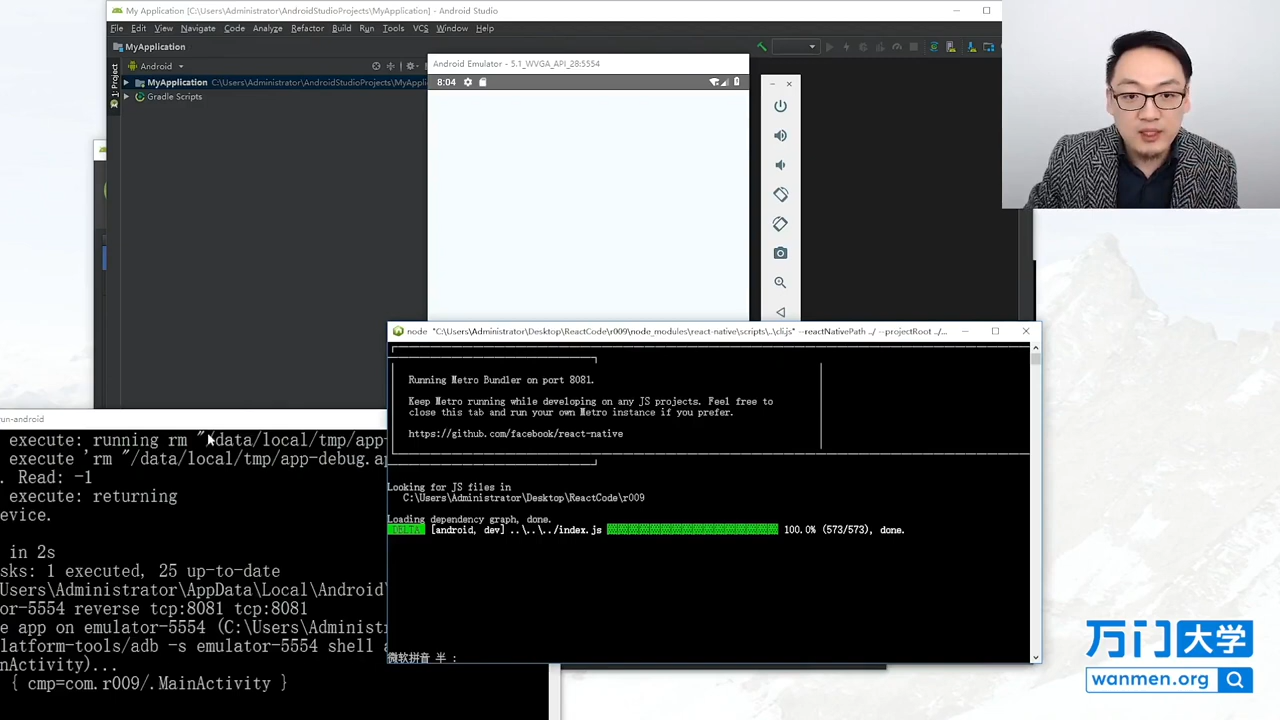 My Application [C:\Users\Administrator\AndroidStudioProjects\MyApplication] - Android Studio
File Edit View Navigate Code Analyze Refactor Build Run Tools VCS Window Help
MyApplication
1: Project
Android
MyApplication C:\Users\Administrator\AndroidStudioProjects\MyAppli
Gradle Scripts
Android Emulator - 5.1_WVGA_API_28:5554
8:04
node "C:\Users\Administrator\Desktop\ReactCode\r009\node_modules\react-native\scripts\..\cli.js" --reactNativePath ../ --projectRoot ../...
Running Metro Bundler on port 8081.
Keep Metro running while developing on any JS projects. Feel free to
close this tab and run your own Metro instance if you prefer.
https://github.com/facebook/react-native
Looking for JS files in
C:\Users\Administrator\Desktop\ReactCode\r009
Loading dependency graph, done.
DELTA [android, dev] ..\..\../index.js 100.0% (573/573), done.
微软拼音 半 :
un-android
execute: running rm "/data/local/tmp/app-
execute 'rm "/data/local/tmp/app-debug.a
. Read: -1
execute: returning
evice.
in 2s
sks: 1 executed, 25 up-to-date
Users\Administrator\AppData\Local\Android\
or-5554 reverse tcp:8081 tcp:8081
e app on emulator-5554 (C:\Users\Administ
latform-tools/adb -s emulator-5554 shell a
nActivity)...
{ cmp=com.r009/.MainActivity }
万门大学
wanmen.org